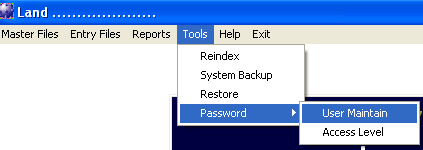 Land .....................
Master Files Entry Files Reports Tools Help Exit
Reindex
System Backup
Restore
Password
User Maintain
Access Level